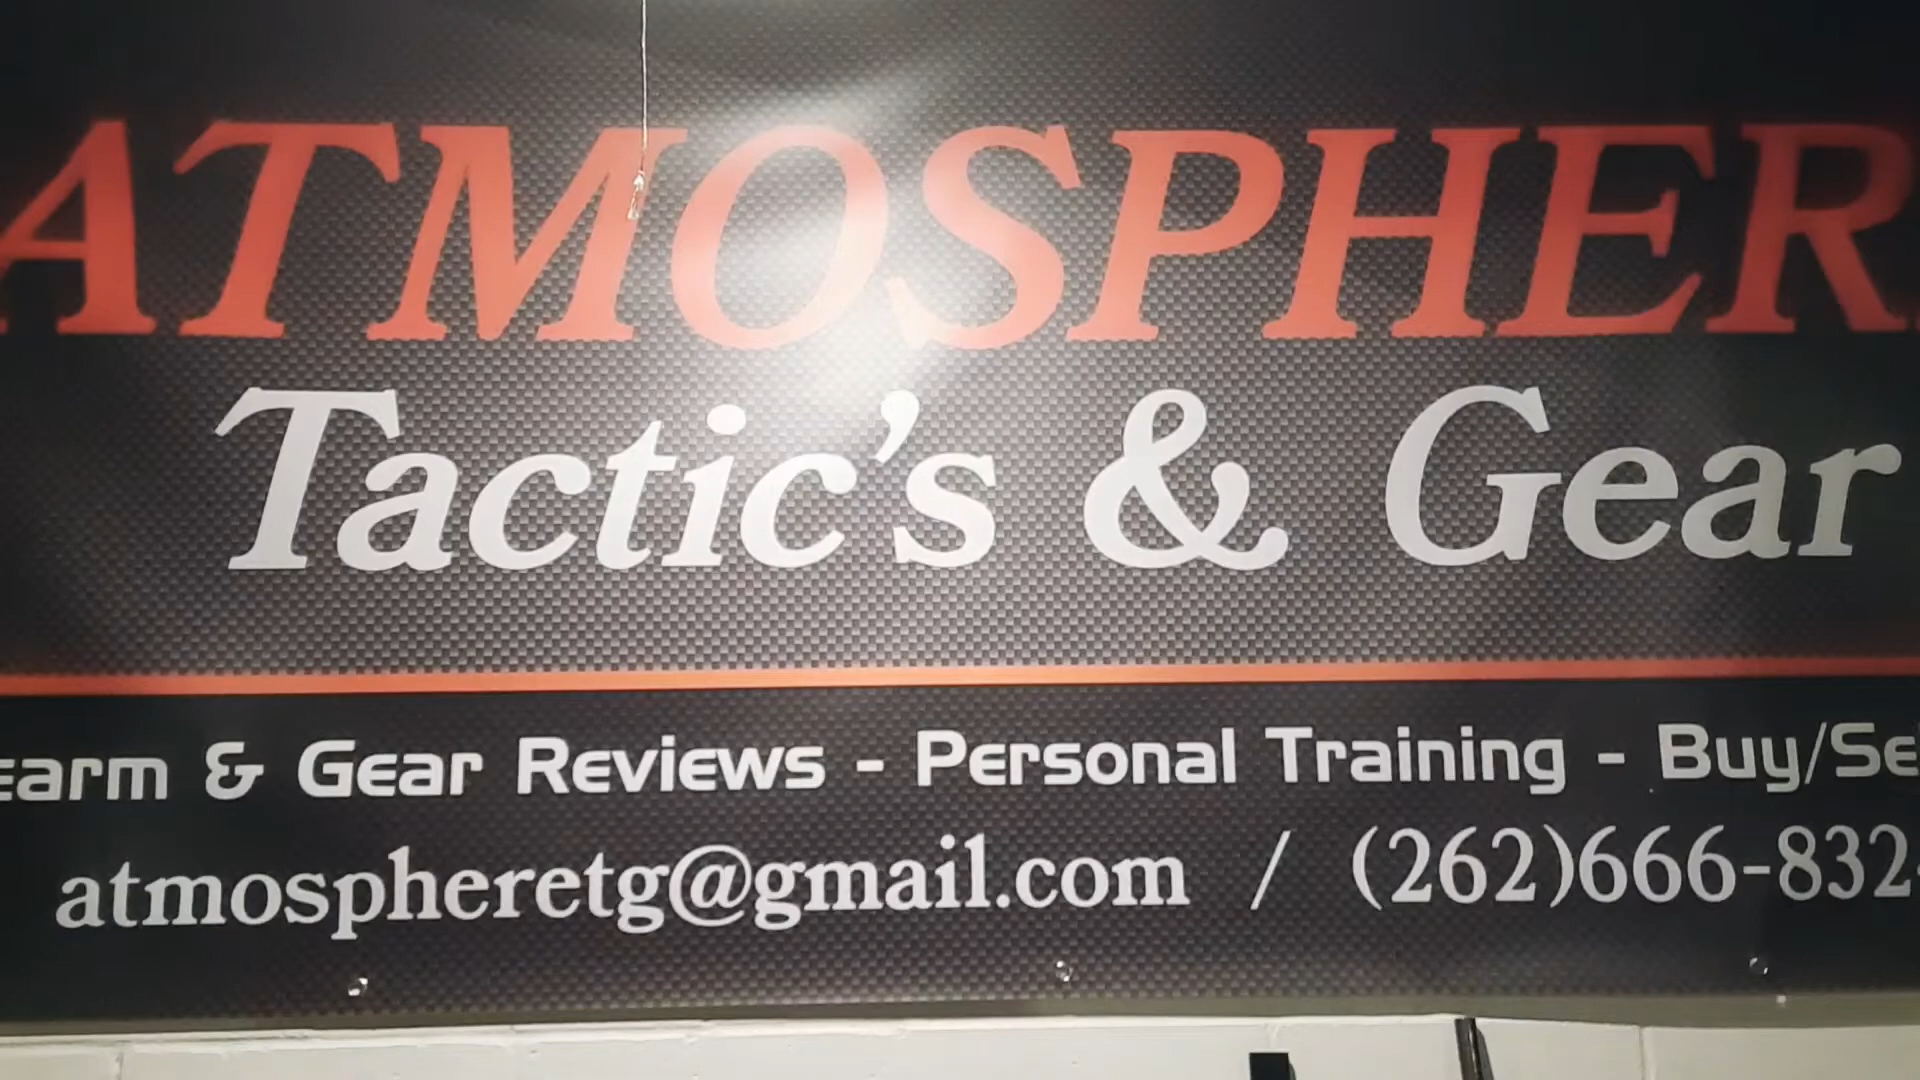 ATMOSPHER
Tactic's & Gear
earm & Gear Reviews - Personal Training - Buy/Se
atmospheretg@gmail.com / (262)666-832